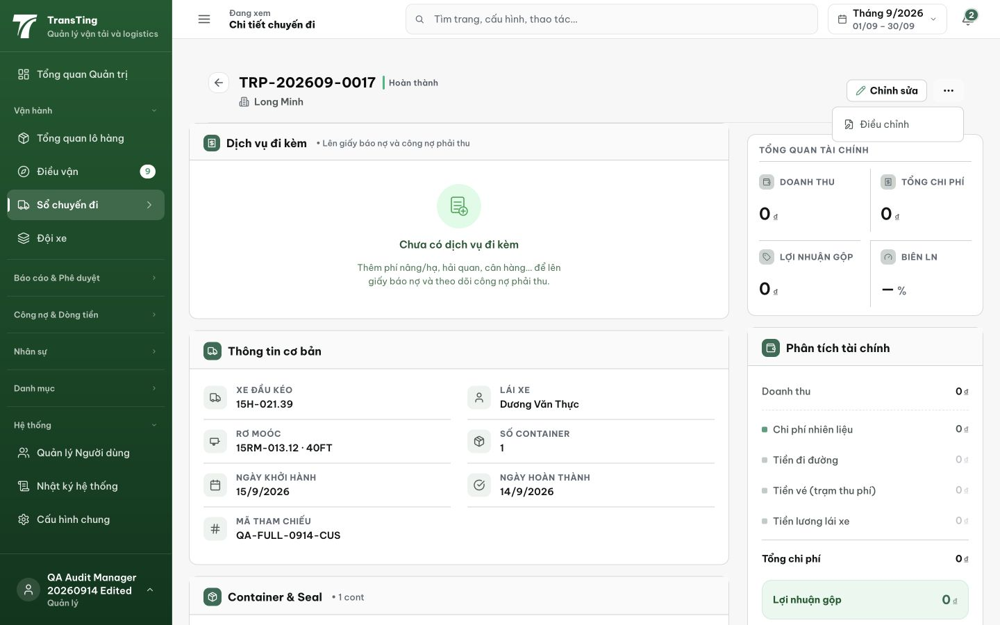 TransTing
Quản lý vận tải và logistics
Tổng quan Quản trị
Vận hành
Tổng quan lô hàng
Điều vận
9
Sổ chuyến đi
Đội xe
Báo cáo & Phê duyệt
Công nợ & Dòng tiền
Nhân sự
Danh mục
Hệ thống
Quản lý Người dùng
Nhật ký hệ thống
Cấu hình chung
QA Audit Manager
20260914 Edited
Quản lý
Đang xem
Chi tiết chuyến đi
Tìm trang, cấu hình, thao tác...
Tháng 9/2026
01/09 – 30/09
2
TRP-202609-0017
Hoàn thành
Long Minh
Chỉnh sửa
Điều chỉnh
Dịch vụ đi kèm
• Lên giấy báo nợ và công nợ phải thu
Chưa có dịch vụ đi kèm
Thêm phí nâng/hạ, hải quan, cân hàng... để lên
giấy báo nợ và theo dõi công nợ phải thu.
Thông tin cơ bản
XE ĐẦU KÉO
15H-021.39
LÁI XE
Dương Văn Thực
RƠ MOÓC
15RM-013.12 · 40FT
SỐ CONTAINER
1
NGÀY KHỞI HÀNH
15/9/2026
NGÀY HOÀN THÀNH
14/9/2026
MÃ THAM CHIẾU
QA-FULL-0914-CUS
Container & Seal
• 1 cont
TỔNG QUAN TÀI CHÍNH
DOANH THU
0 ₫
TỔNG CHI PHÍ
0 ₫
LỢI NHUẬN GỘP
0 ₫
BIÊN LN
— %
Phân tích tài chính
Doanh thu
0 ₫
Chi phí nhiên liệu
0 ₫
Tiền đi đường
0 ₫
Tiền vé (trạm thu phí)
0 ₫
Tiền lương lái xe
0 ₫
Tổng chi phí
0 ₫
Lợi nhuận gộp
0 ₫